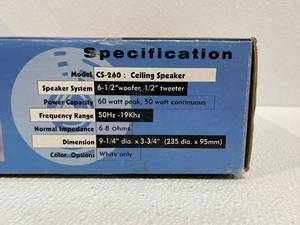 Specification
Model CS-260 : Ceiling Speaker
Speaker System 6-1/2"woofer, 1/2" tweeter
Power Capacity 60 watt peak, 50 watt continuous
Frequency Range 50Hz -19Khz
Normal Impedance 6-8 ohms
Dimension 9-1/4" dia. x 3-3/4" (235 dia. x 95mm)
Color Options White only